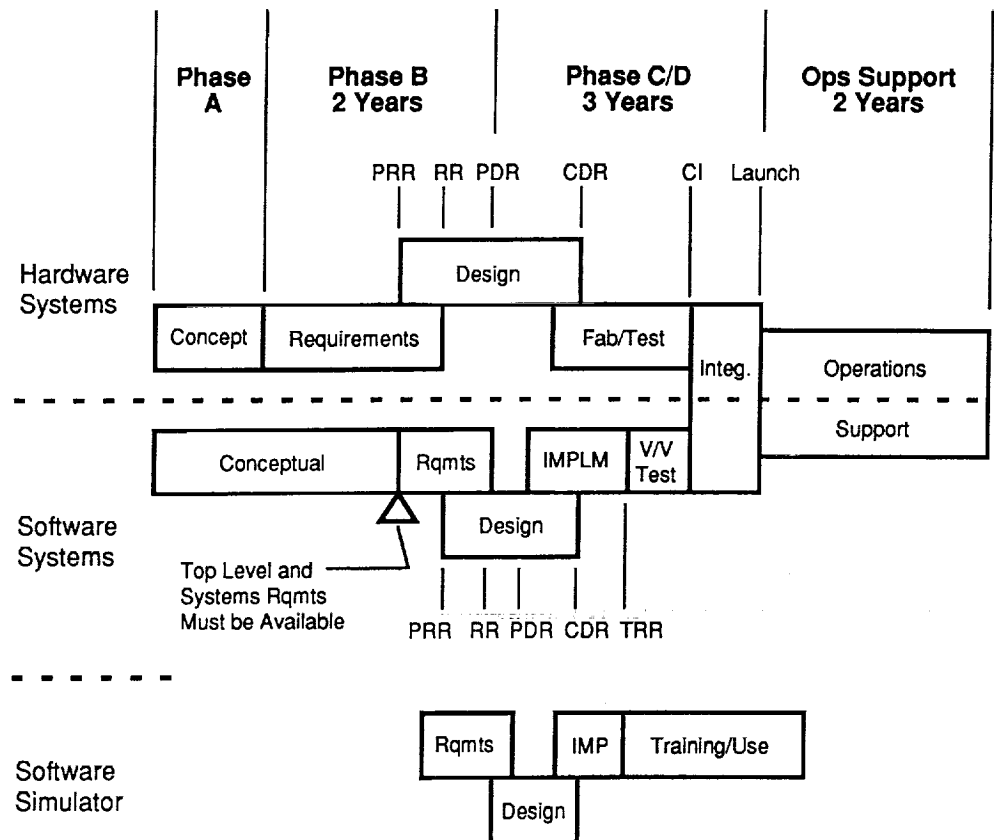 Phase
A
Phase B
2 Years
Phase C/D
3 Years
Ops Support
2 Years
PRR RR PDR CDR CI Launch
Hardware
Systems
Design
Concept Requirements Fab/Test Integ. Operations
Support
Conceptual Rqmts IMPLM V/V
Test
Software
Systems
Design
Top Level and
Systems Rqmts
Must be Available
PRR RR PDR CDR TRR
Software
Simulator
Rqmts IMP Training/Use
Design